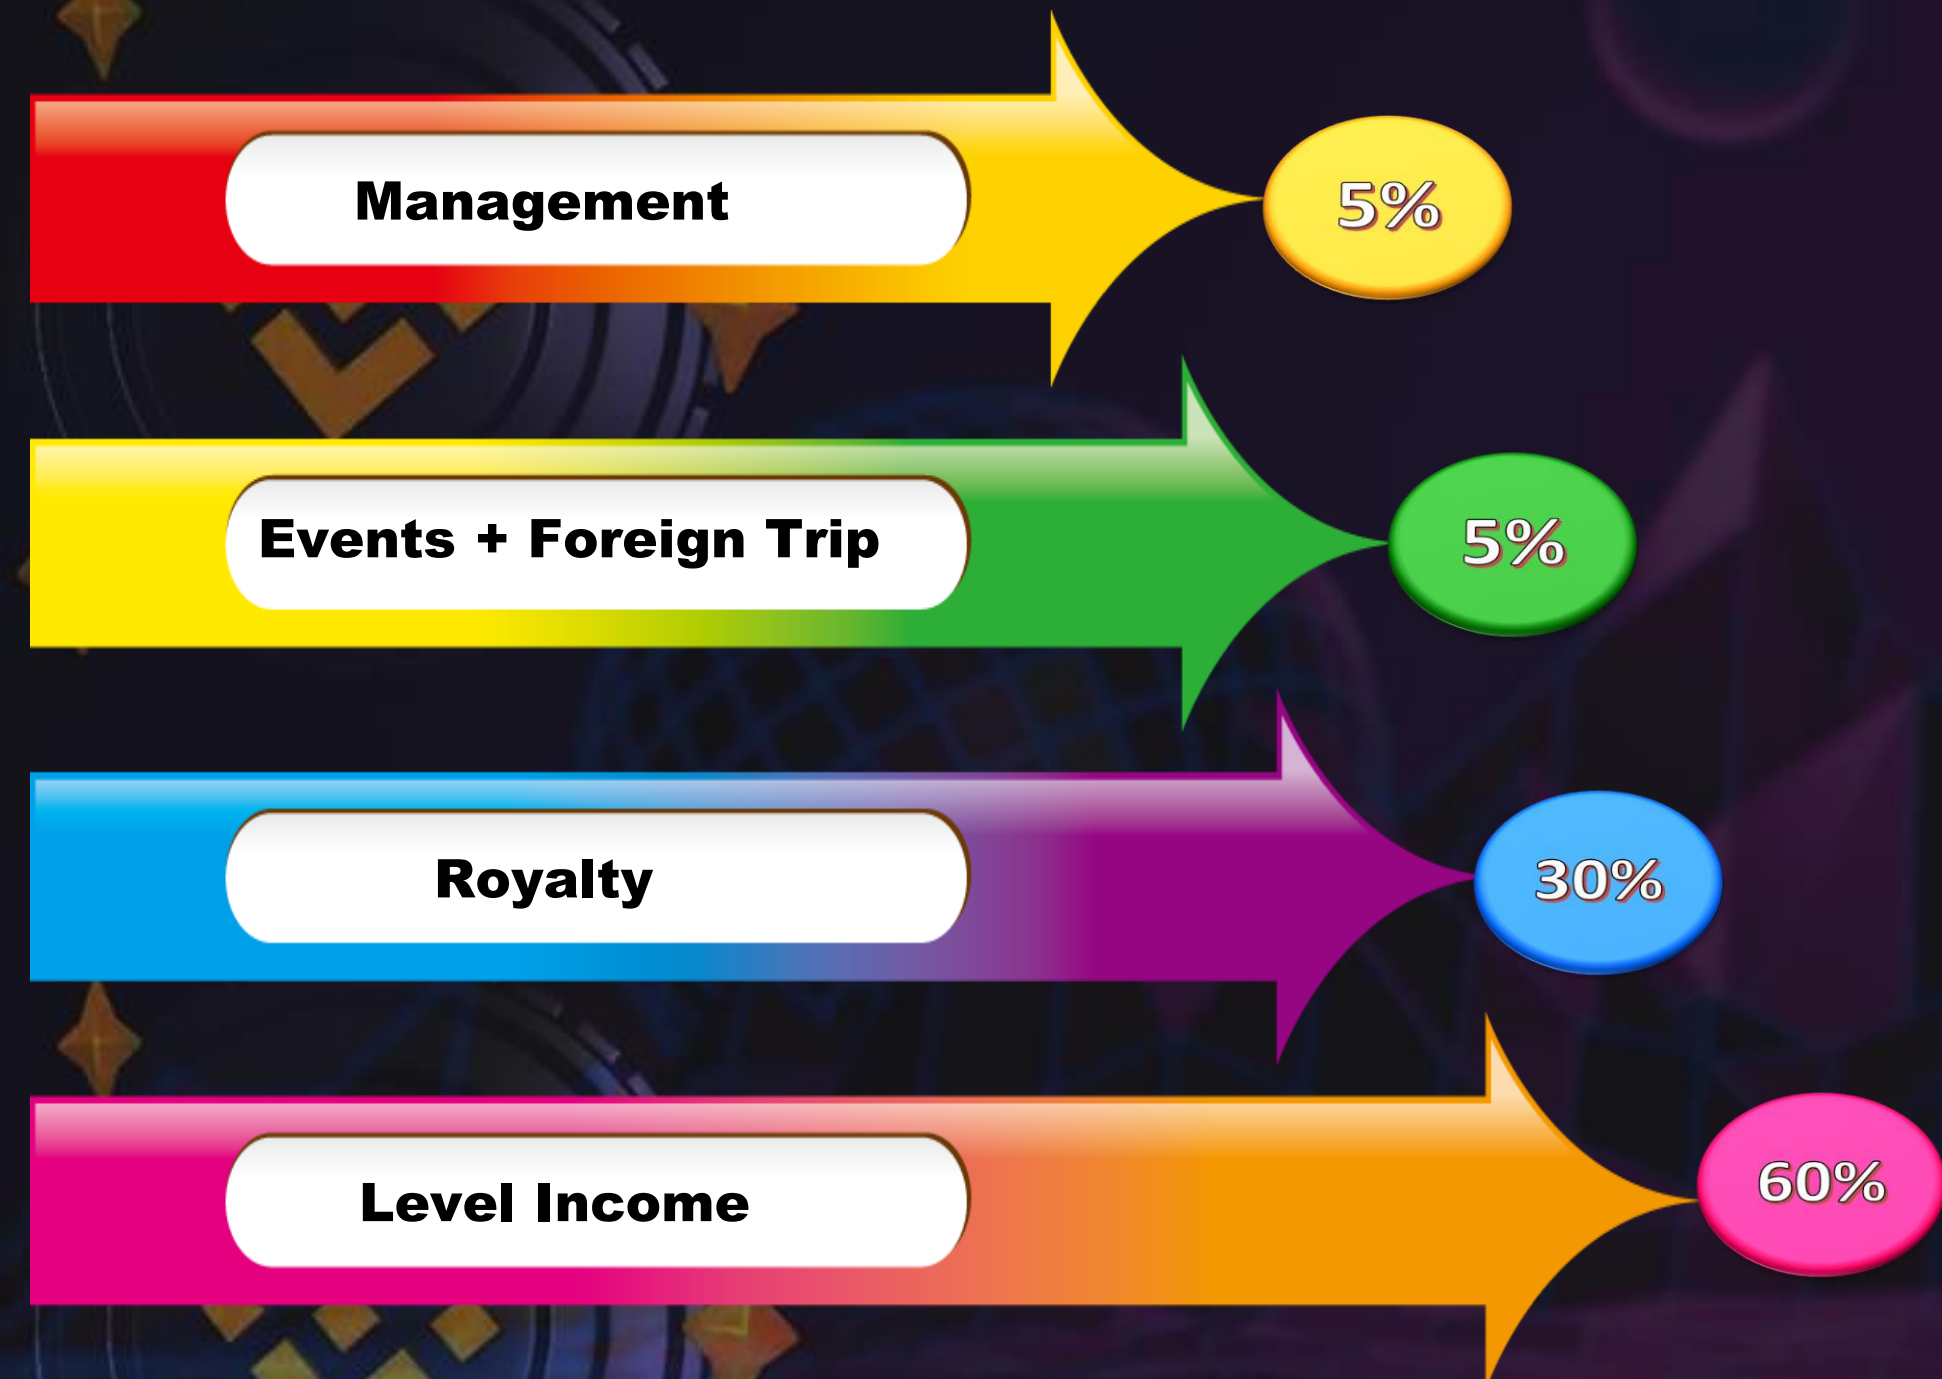 Management
5%
Events + Foreign Trip
5%
Royalty
30%
Level Income
60%